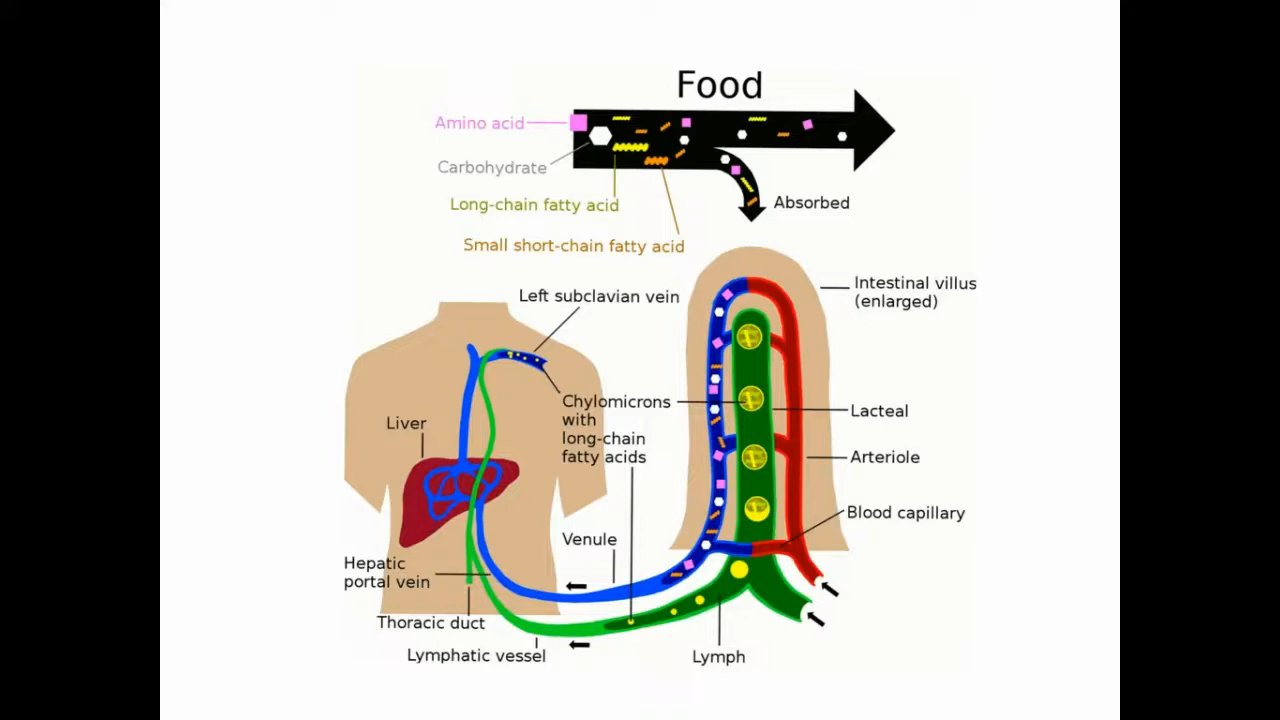 Food
Amino acid
Carbohydrate
Long-chain fatty acid
Absorbed
Small short-chain fatty acid
Intestinal villus
(enlarged)
Left subclavian vein
Chylomicrons
with
long-chain
fatty acids
Lacteal
Liver
Arteriole
Blood capillary
Venule
Hepatic
portal vein
Thoracic duct
Lymphatic vessel
Lymph